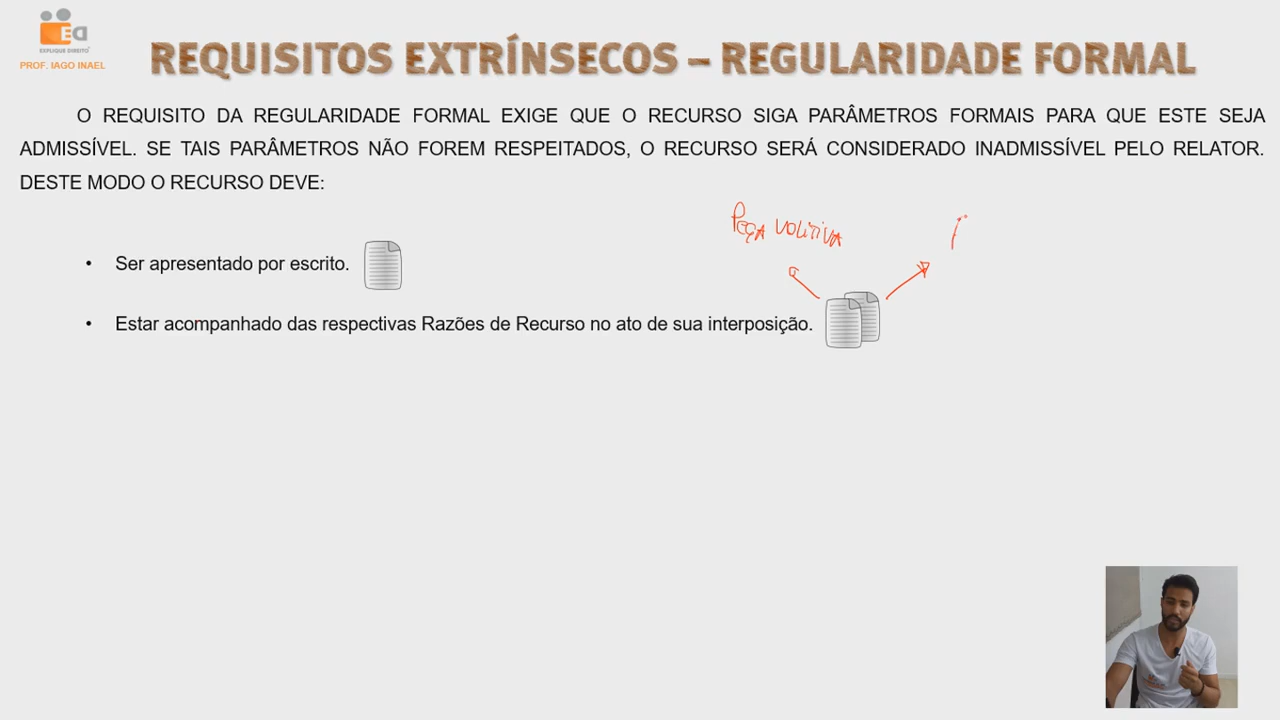 ED
EXPLIQUE DIREITO
PROF. IAGO INAEL
REQUISITOS EXTRÍNSECOS – REGULARIDADE FORMAL
O REQUISITO DA REGULARIDADE FORMAL EXIGE QUE O RECURSO SIGA PARÂMETROS FORMAIS PARA QUE ESTE SEJA
ADMISSÍVEL. SE TAIS PARÂMETROS NÃO FOREM RESPEITADOS, O RECURSO SERÁ CONSIDERADO INADMISSÍVEL PELO RELATOR.
DESTE MODO O RECURSO DEVE:
PEÇA VOLITIVA
• Ser apresentado por escrito.
• Estar acompanhado das respectivas Razões de Recurso no ato de sua interposição.